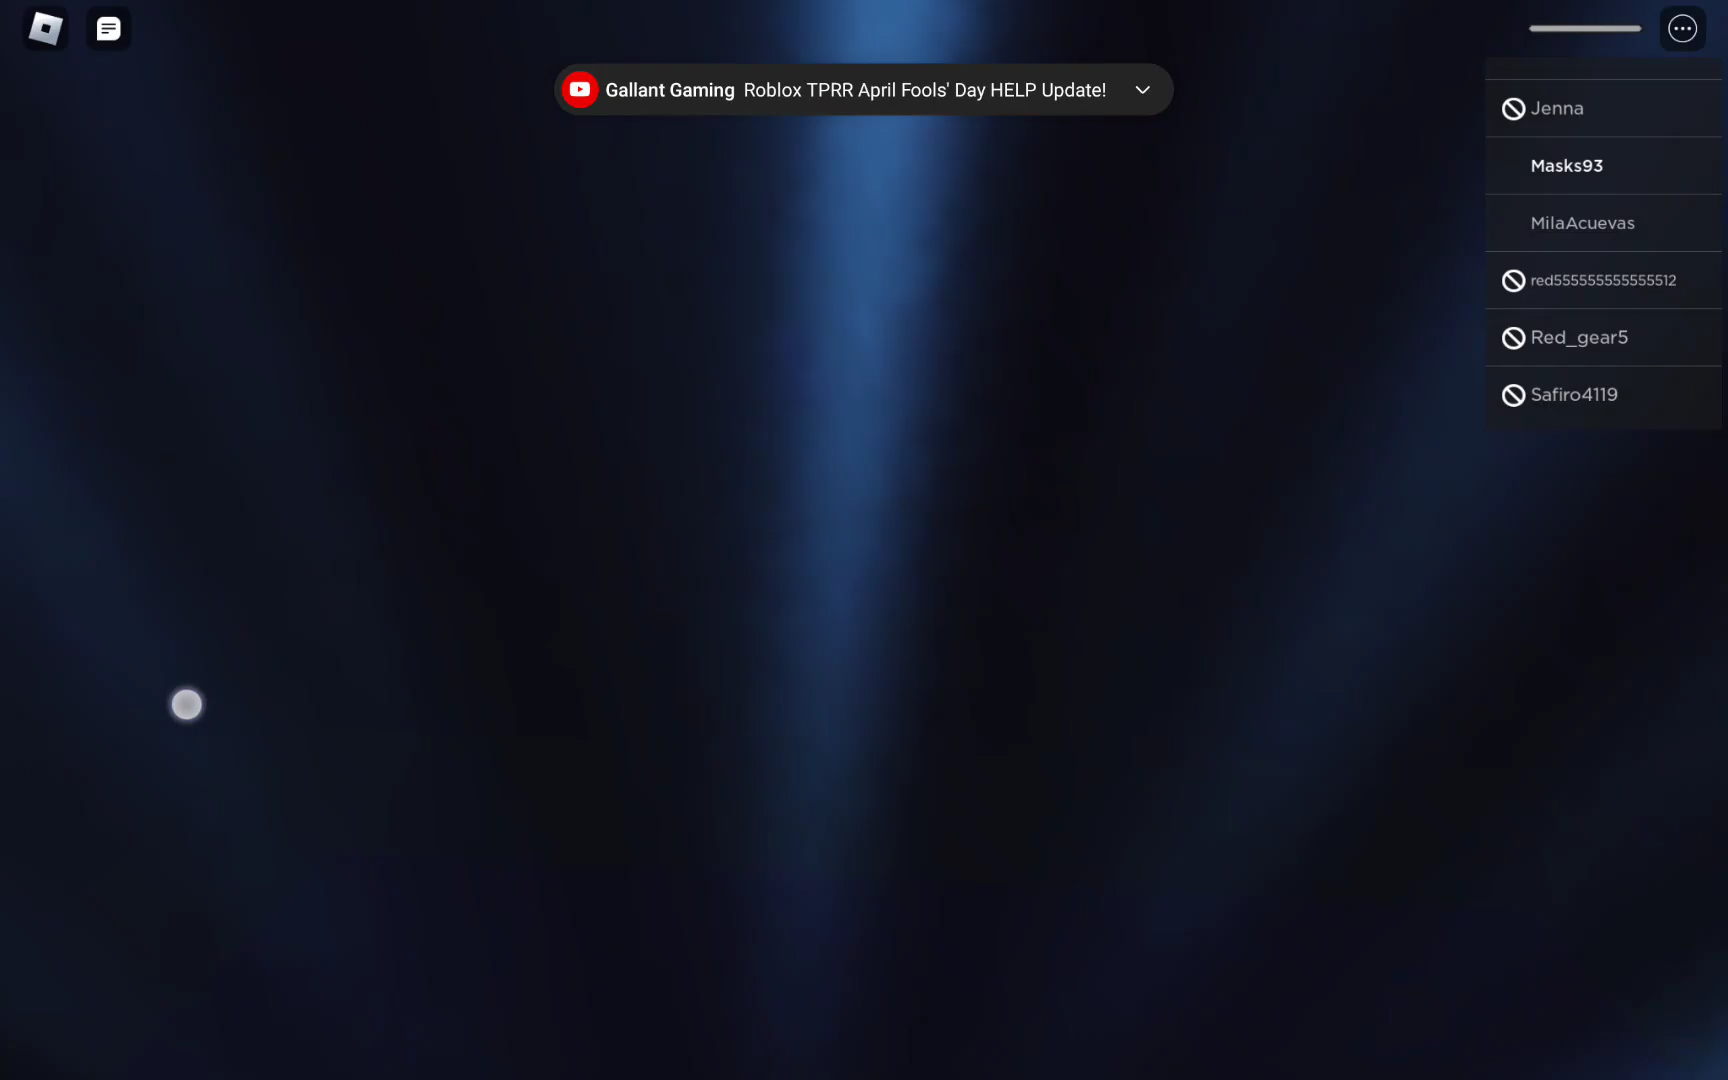 Gallant Gaming Roblox TPRR April Fools' Day HELP Update!
Jenna
Masks93
MilaAcuevas
red555555555555512
Red_gear5
Safiro4119